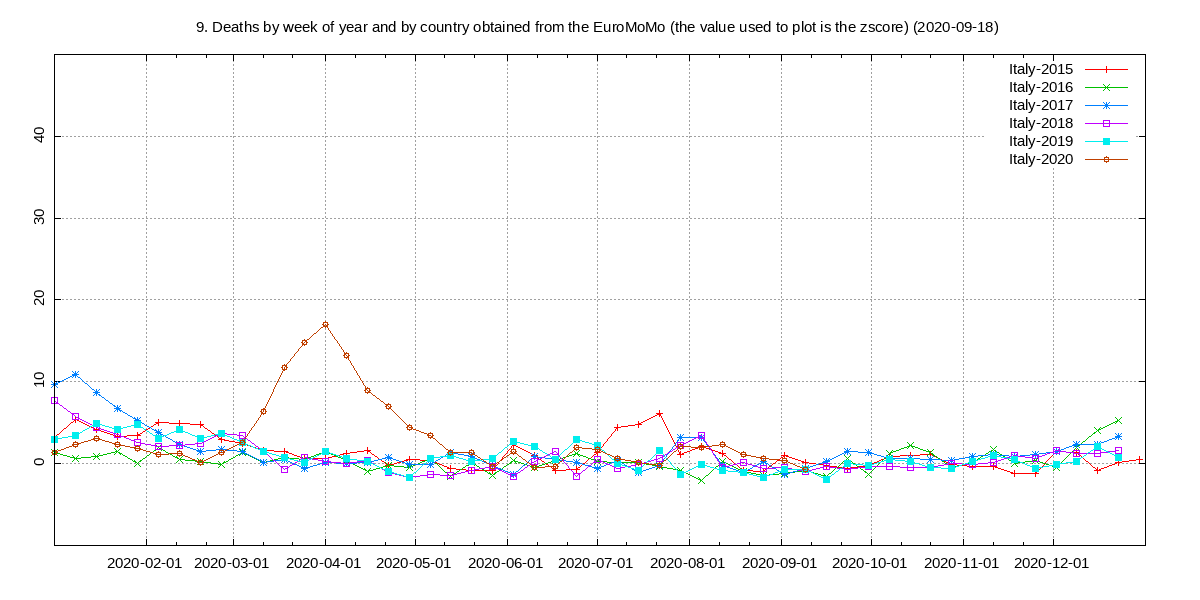 9. Deaths by week of year and by country obtained from the EuroMoMo (the value used to plot is the zscore) (2020-09-18)
Italy-2015
Italy-2016
Italy-2017
Italy-2018
Italy-2019
Italy-2020
40
30
20
10
0
2020-02-01 2020-03-01 2020-04-01 2020-05-01 2020-06-01 2020-07-01 2020-08-01 2020-09-01 2020-10-01 2020-11-01 2020-12-01